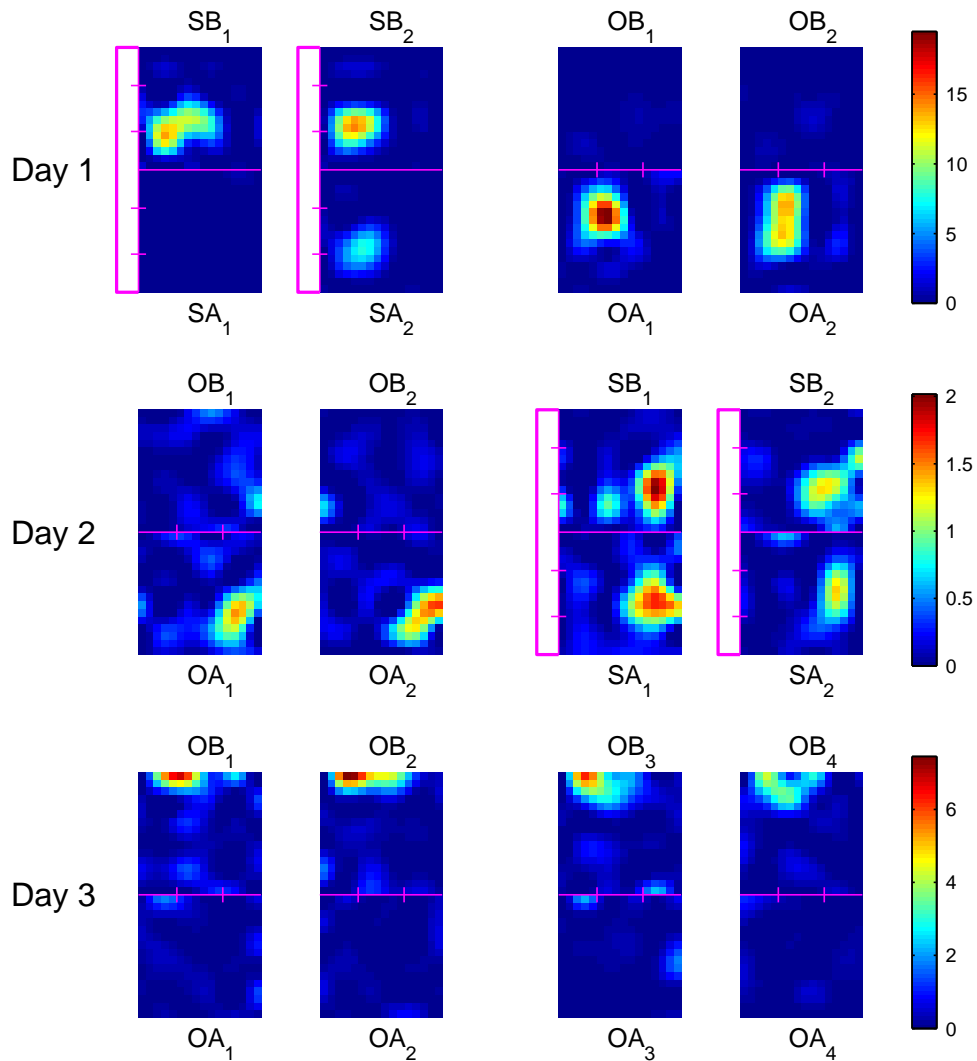 SB₁ SB₂ OB₁ OB₂
15
Day 1
10
5
0
SA₁ SA₂ OA₁ OA₂
OB₁ OB₂ SB₁ SB₂
2
1.5
Day 2
1
0.5
0
OA₁ OA₂ SA₁ SA₂
OB₁ OB₂ OB₃ OB₄
6
4
Day 3
2
0
OA₁ OA₂ OA₃ OA₄